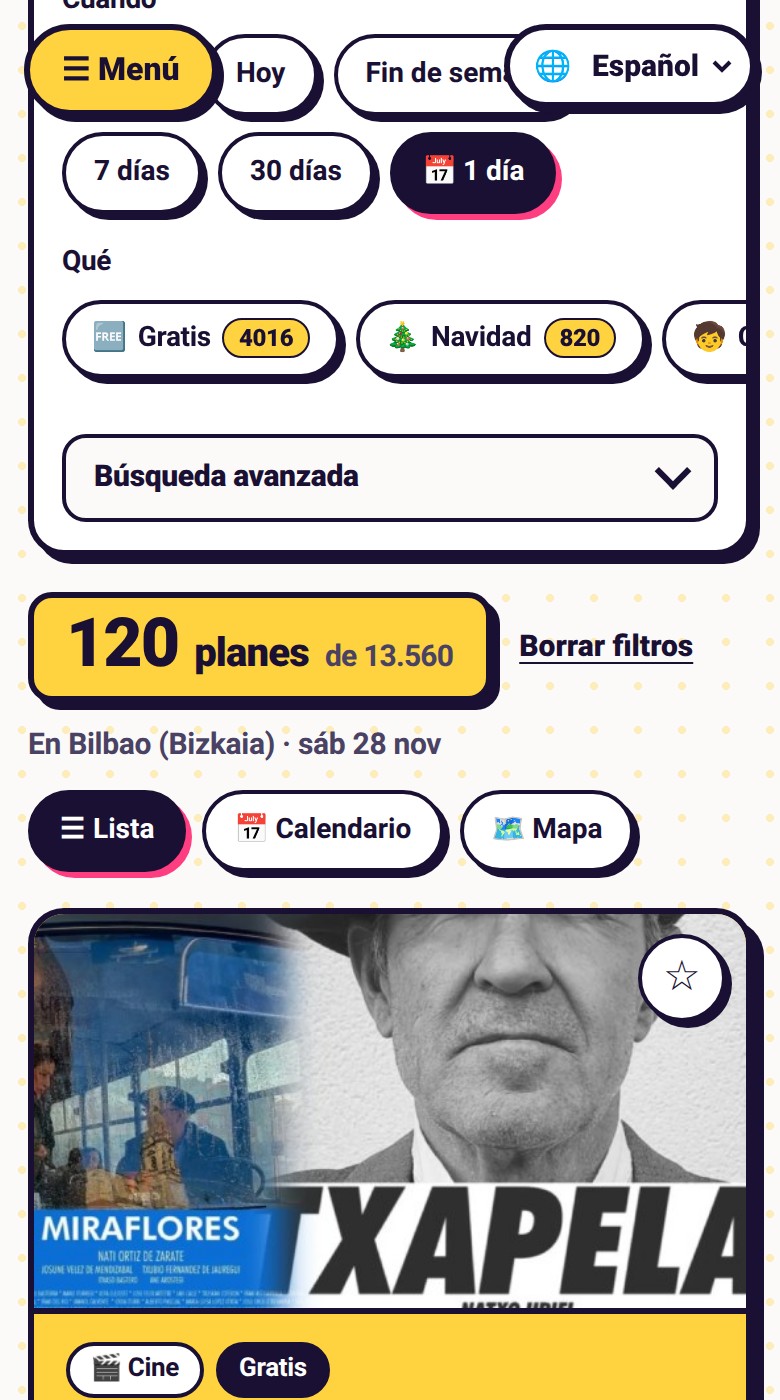 Cuándo
☰ Menú
Hoy
Fin de sema
🌐 Español
7 días
30 días
📅 1 día
Qué
🆓 Gratis 4016
🎄 Navidad 820
Búsqueda avanzada
120 planes de 13.560
Borrar filtros
En Bilbao (Bizkaia) · sáb 28 nov
☰ Lista
📅 Calendario
🗺️ Mapa
MIRAFLORES
NATI ORTIZ DE ZARATE
TXAPELA
🎬 Cine
Gratis